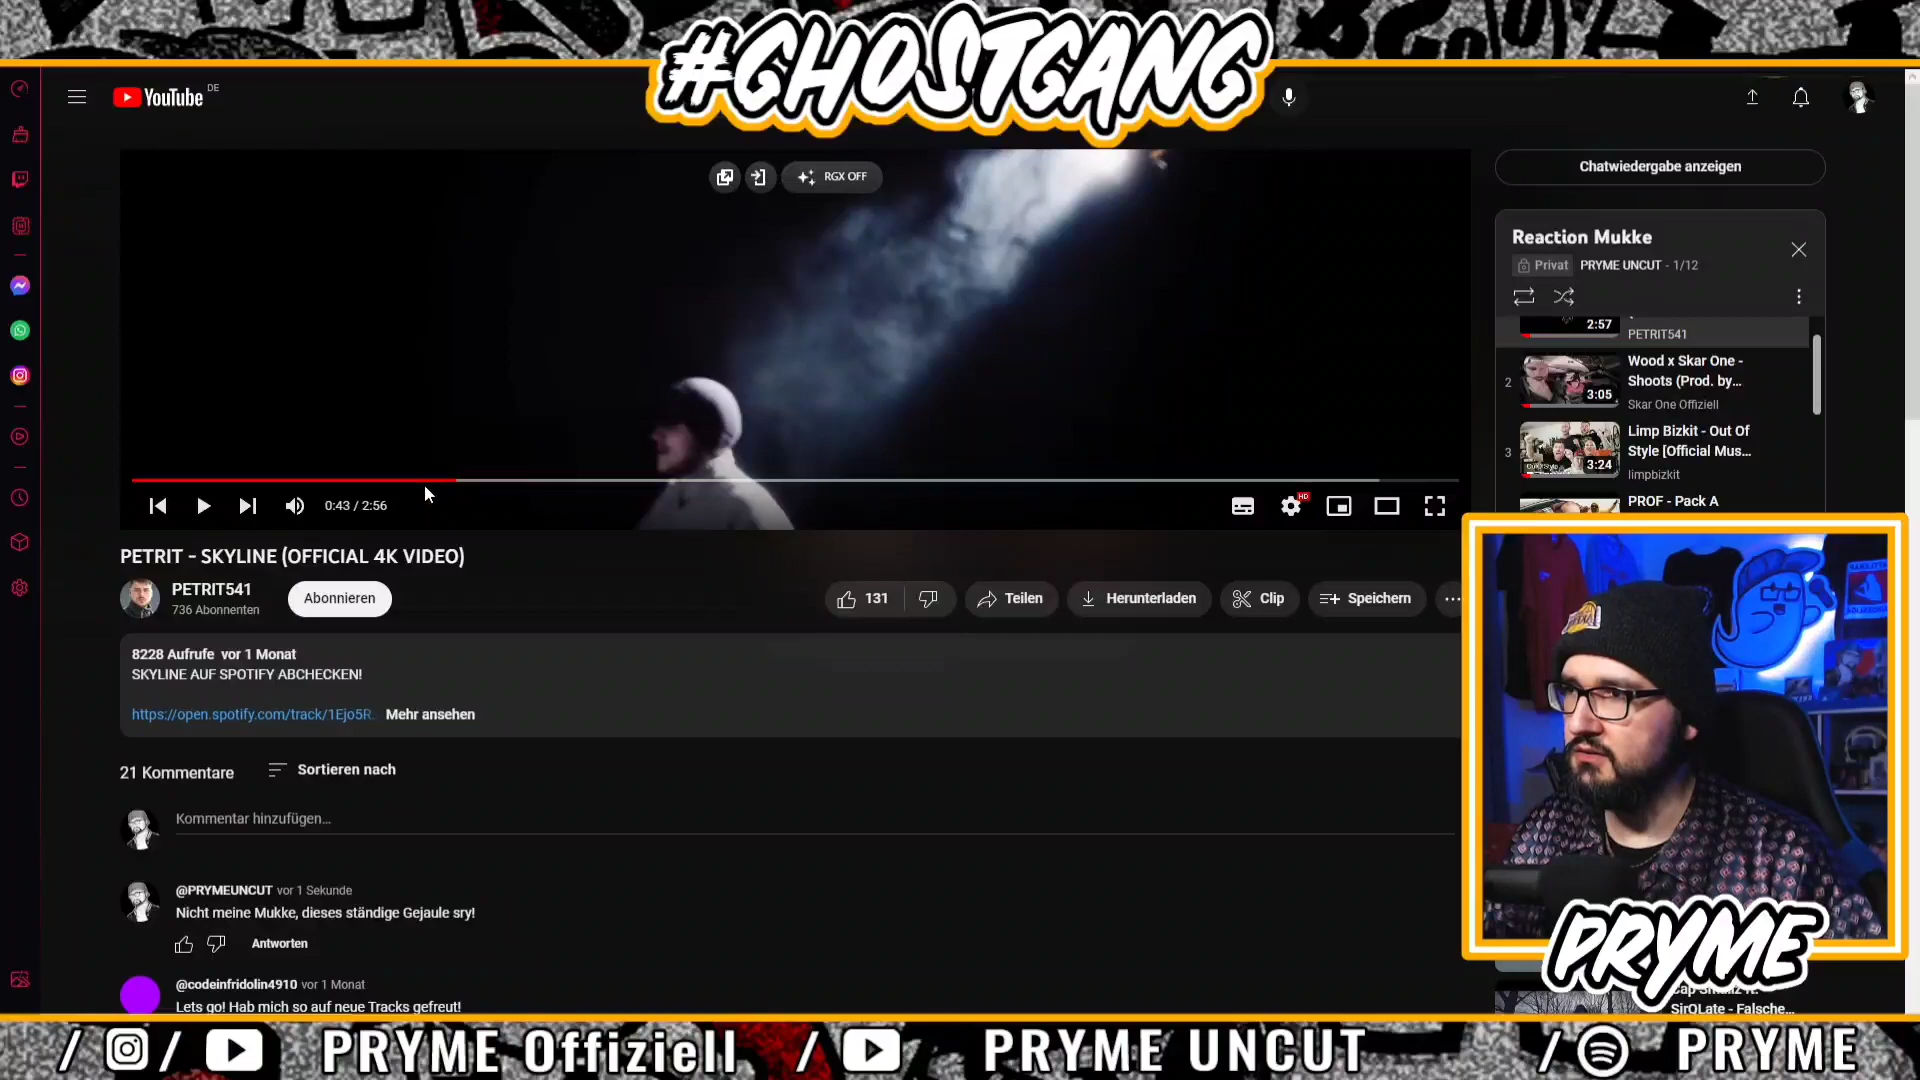 #GHOSTGANG
YouTube DE
RGX OFF
Chatwiedergabe anzeigen
Reaction Mukke
Privat PRYME UNCUT - 1/12
2:57
PETRIT541
2
Wood x Skar One -
Shoots (Prod. by...
3:05
Skar One Offiziell
3
Limp Bizkit - Out Of
Style [Official Mus...
3:24
limpbizkit
PROF - Pack A
0:43 / 2:56
HD
PETRIT - SKYLINE (OFFICIAL 4K VIDEO)
PETRIT541
736 Abonnenten
Abonnieren
131
Teilen
Herunterladen
Clip
Speichern
8228 Aufrufe vor 1 Monat
SKYLINE AUF SPOTIFY ABCHECKEN!
https://open.spotify.com/track/1Ejo5R.
Mehr ansehen
21 Kommentare
Sortieren nach
Kommentar hinzufügen...
@PRYMEUNCUT vor 1 Sekunde
Nicht meine Mukke, dieses ständige Gejaule sry!
Antworten
@codeinfridolin4910 vor 1 Monat
Lets go! Hab mich so auf neue Tracks gefreut!
PRYME
SirQLate - Falsche...
/ / PRYME Offiziell / PRYME UNCUT / PRYME